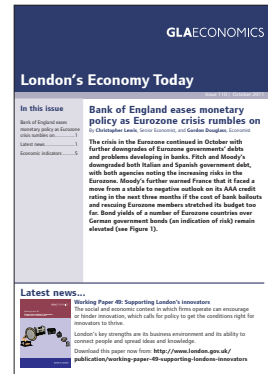 GLAECONOMICS
London's Economy Today
Issue 110 | October 2011
In this issue
Bank of England eases
monetary policy as Eurozone
crisis rumbles on..............1
Latest news....................1
Economic indicators..........5
Bank of England eases monetary
policy as Eurozone crisis rumbles on
By Christopher Lewis, Senior Economist, and Gordon Douglass, Economist
The crisis in the Eurozone continued in October with
further downgrades of Eurozone governments' debts
and problems developing in banks. Fitch and Moody's
downgraded both Italian and Spanish government debt,
with both agencies noting the increasing risks in the
Eurozone. Moody's further warned France that it faced a
move from a stable to negative outlook on its AAA credit
rating in the next three months if the cost of bank bailouts
and rescuing Eurozone members stretched its budget too
far. Bond yields of a number of Eurozone countries over
German government bonds (an indication of risk) remain
elevated (see Figure 1).
Latest news...
Working Paper 49: Supporting London's innovators
The social and economic context in which firms operate can encourage
or hinder innovation, which calls for policy to get the conditions right for
innovators to thrive.
London's key strengths are its business environment and its ability to
connect people and spread ideas and knowledge.
Download this paper now from: http://www.london.gov.uk/
publication/working-paper-49-supporting-londons-innovators